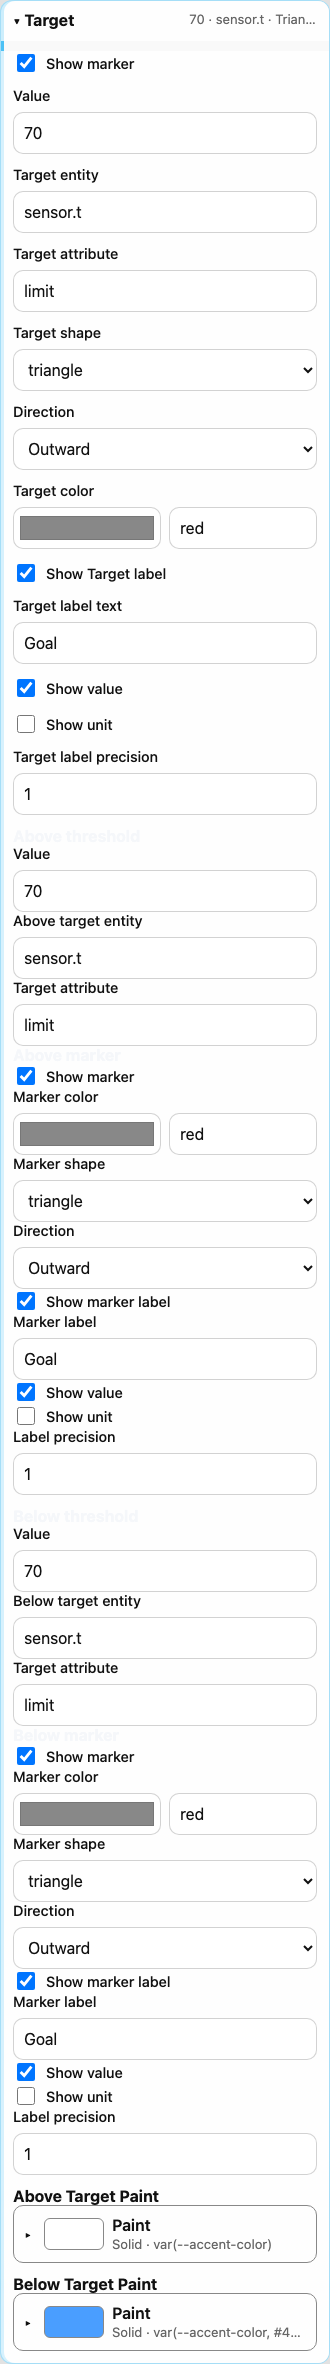 ▾ Target 70 · sensor.t · Trian...
Show marker
Value
70
Target entity
sensor.t
Target attribute
limit
Target shape
triangle
Direction
Outward
Target color
red
Show Target label
Target label text
Goal
Show value
Show unit
Target label precision
1
Above threshold
Value
70
Above target entity
sensor.t
Target attribute
limit
Above marker
Show marker
Marker color
red
Marker shape
triangle
Direction
Outward
Show marker label
Marker label
Goal
Show value
Show unit
Label precision
1
Below threshold
Value
70
Below target entity
sensor.t
Target attribute
limit
Below marker
Show marker
Marker color
red
Marker shape
triangle
Direction
Outward
Show marker label
Marker label
Goal
Show value
Show unit
Label precision
1
Above Target Paint
▸ Paint
Solid · var(--accent-color)
Below Target Paint
▸ Paint
Solid · var(--accent-color, #4...